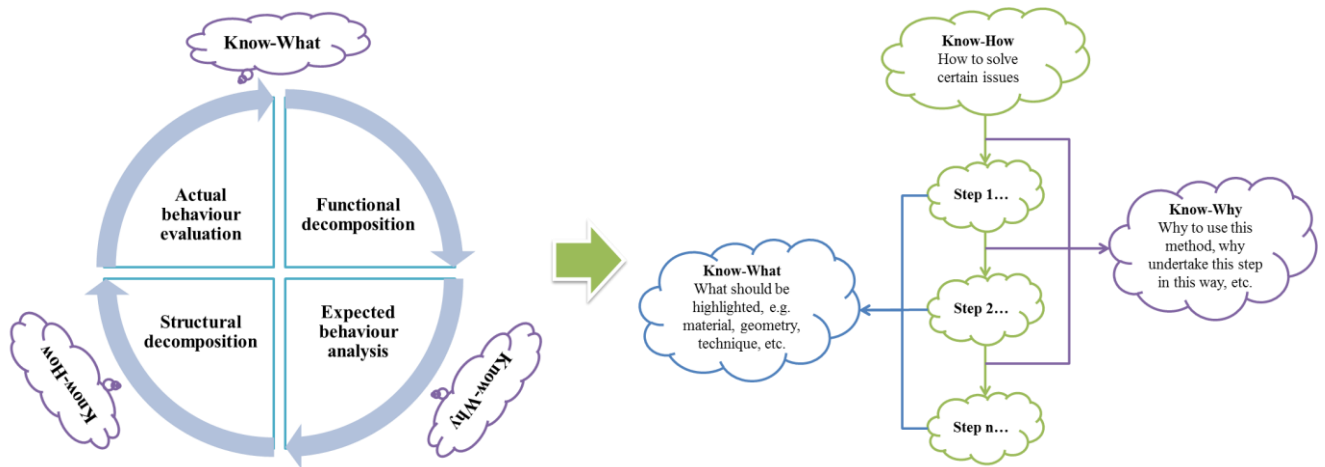 Know-What
Actual
behaviour
evaluation
Functional
decomposition
Structural
decomposition
Expected
behaviour
analysis
Know-How
Know-Why
Know-How
How to solve
certain issues
Step 1...
Step 2...
Step n...
Know-What
What should be
highlighted, e.g.
material, geometry,
technique, etc.
Know-Why
Why to use this
method, why
undertake this step
in this way, etc.